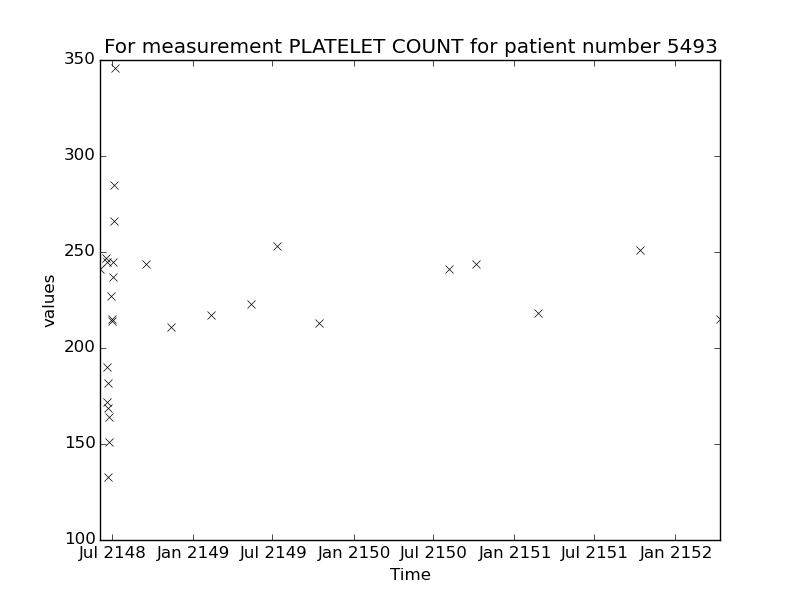 For measurement PLATELET COUNT for patient number 5493
350
300
250
200
150
100
values
Jul 2148 Jan 2149 Jul 2149 Jan 2150 Jul 2150 Jan 2151 Jul 2151 Jan 2152
Time